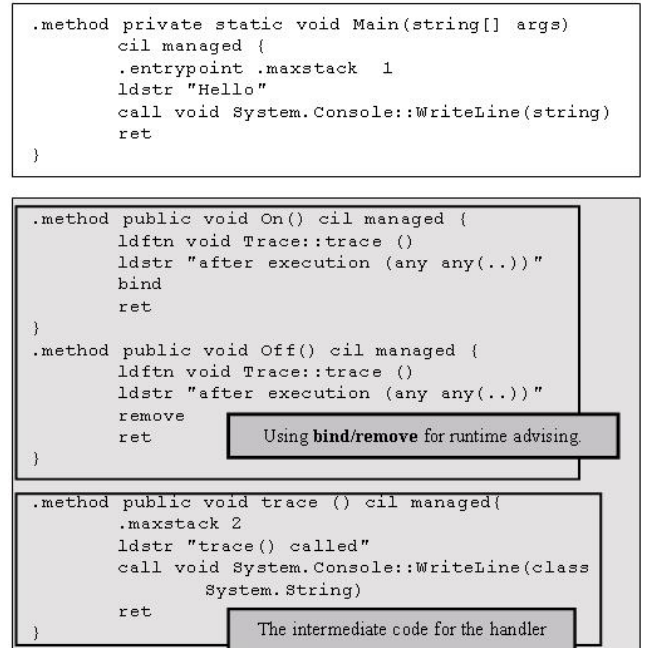 .method private static void Main(string[] args)
cil managed {
.entrypoint .maxstack  1
ldstr "Hello"
call void System.Console::WriteLine(string)
ret
}
.method public void On() cil managed {
ldftn void Trace::trace ()
ldstr "after execution (any any(..))"
bind
ret
}
.method public void Off() cil managed {
ldftn void Trace::trace ()
ldstr "after execution (any any(..))"
remove
ret
Using bind/remove for runtime advising.
}
.method public void trace () cil managed{
.maxstack 2
ldstr "trace() called"
call void System.Console::WriteLine(class
System.String)
ret
The intermediate code for the handler
}